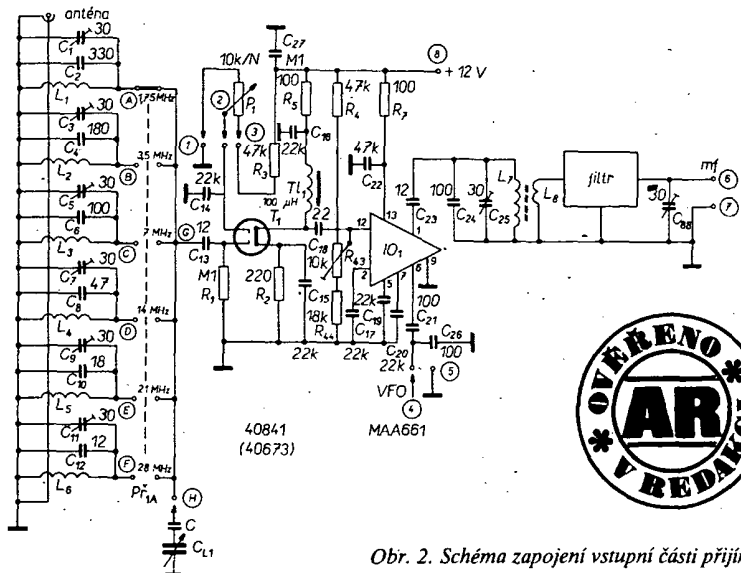 anténa
30
C1
330
C2
L1
A
1,75 MHz
30
C3
180
C4
L2
B
3,5 MHz
30
C5
100
C6
L3
C
7 MHz
30
C7
47
C8
L4
D
14 MHz
30
C9
18
C10
L5
E
21 MHz
30
C11
12
C12
L6
F
28 MHz
Př1A
H
C
CL1
G
12
C13
M1
R1
22k
C14
1
2
3
10k/N
P1
C27
M1
47k
R3
100
R5
22k
C16
100 µH
Tl1
T1
220
R2
22
C18
C15
22k
47k
R4
10k
R43
18k
R44
8
+ 12 V
100
R7
47k
C22
12
13
1
2
5
7
6
9
IO1
22k
C19
C17
22k
C20
22k
100
C21
C26
100
VFO
4
5
12
C23
100
C24
30
C25
L7
L8
filtr
30
C88
mf
6
7
40841
(40673)
MAA661
OVĚŘENO
AR
V REDAKCI
Obr. 2. Schéma zapojení vstupní části přijím